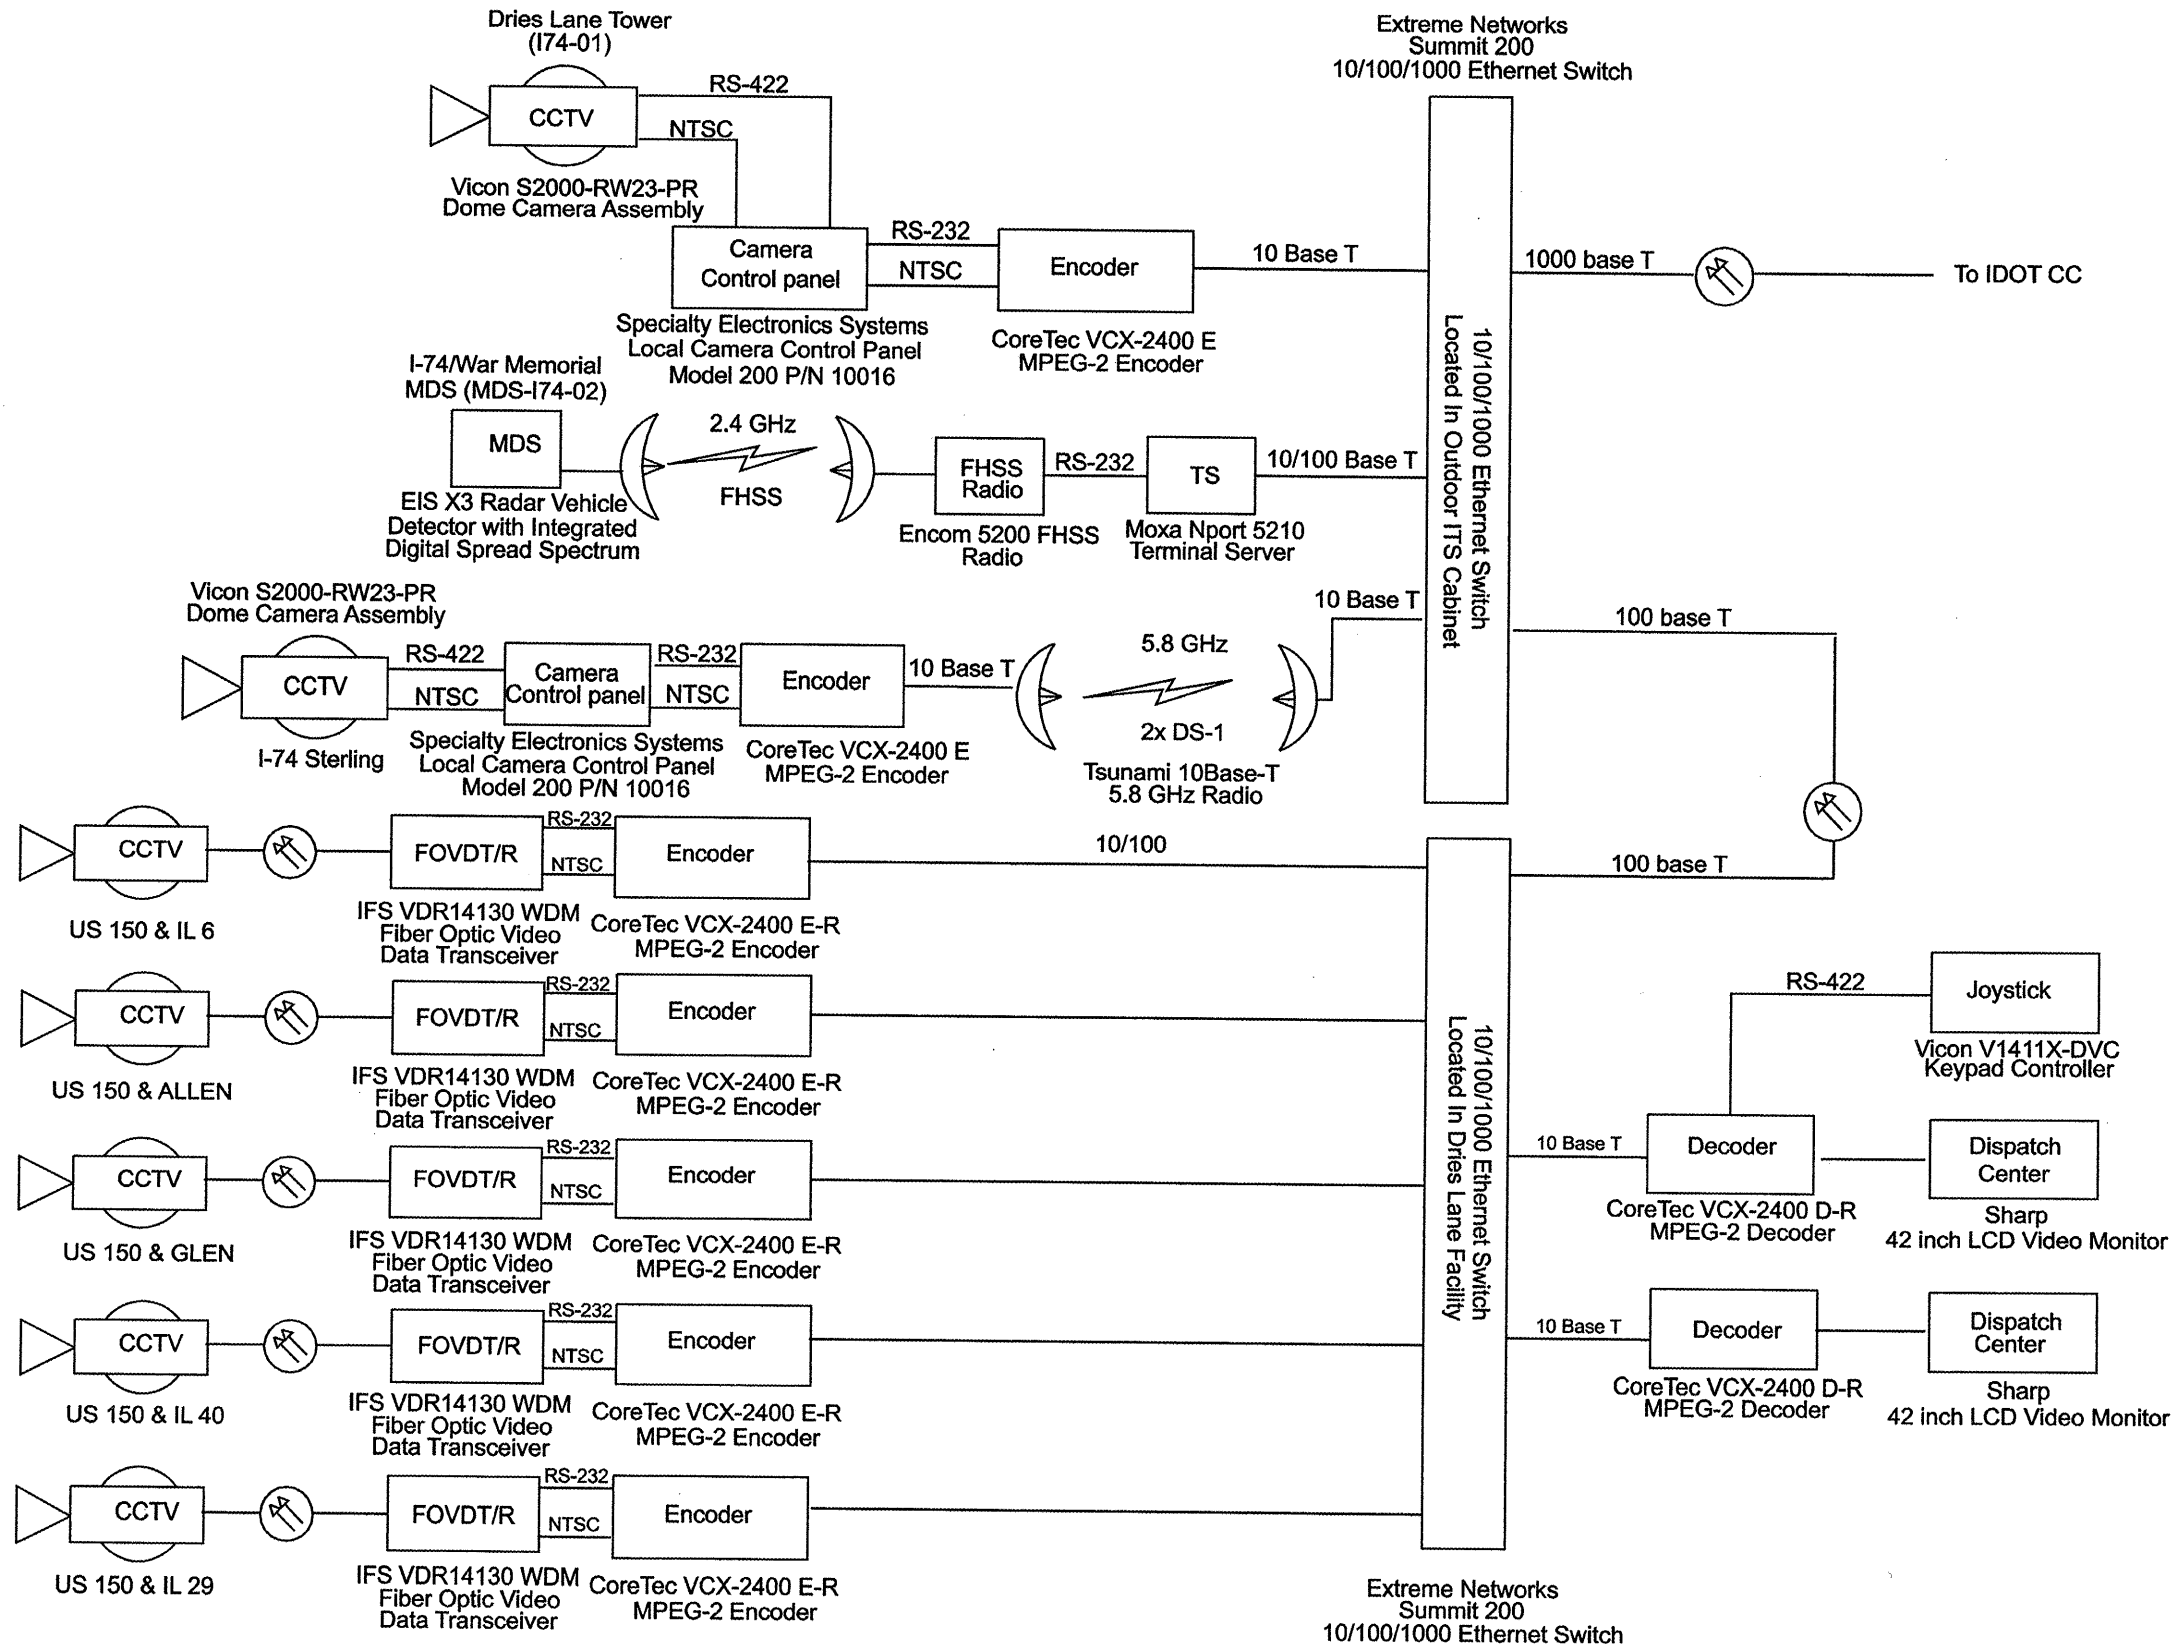 Dries Lane Tower
(I74-01)
RS-422
CCTV
NTSC
Vicon S2000-RW23-PR
Dome Camera Assembly
Camera
Control panel
RS-232
NTSC
Encoder
10 Base T
Specialty Electronics Systems
Local Camera Control Panel
Model 200 P/N 10016
CoreTec VCX-2400 E
MPEG-2 Encoder
Extreme Networks
Summit 200
10/100/1000 Ethernet Switch
10/100/1000 Ethernet Switch
Located In Outdoor ITS Cabinet
1000 base T
To IDOT CC
I-74/War Memorial
MDS (MDS-I74-02)
MDS
EIS X3 Radar Vehicle
Detector with Integrated
Digital Spread Spectrum
2.4 GHz
FHSS
FHSS
Radio
RS-232
TS
10/100 Base T
Encom 5200 FHSS
Radio
Moxa Nport 5210
Terminal Server
Vicon S2000-RW23-PR
Dome Camera Assembly
CCTV
I-74 Sterling
RS-422
NTSC
Camera
Control panel
RS-232
NTSC
Encoder
10 Base T
Specialty Electronics Systems
Local Camera Control Panel
Model 200 P/N 10016
CoreTec VCX-2400 E
MPEG-2 Encoder
5.8 GHz
2x DS-1
Tsunami 10Base-T
5.8 GHz Radio
10 Base T
100 base T
100 base T
CCTV
US 150 & IL 6
FOVDT/R
RS-232
NTSC
Encoder
10/100
IFS VDR14130 WDM
Fiber Optic Video
Data Transceiver
CoreTec VCX-2400 E-R
MPEG-2 Encoder
CCTV
US 150 & ALLEN
FOVDT/R
RS-232
NTSC
Encoder
IFS VDR14130 WDM
Fiber Optic Video
Data Transceiver
CoreTec VCX-2400 E-R
MPEG-2 Encoder
CCTV
US 150 & GLEN
FOVDT/R
RS-232
NTSC
Encoder
IFS VDR14130 WDM
Fiber Optic Video
Data Transceiver
CoreTec VCX-2400 E-R
MPEG-2 Encoder
CCTV
US 150 & IL 40
FOVDT/R
RS-232
NTSC
Encoder
IFS VDR14130 WDM
Fiber Optic Video
Data Transceiver
CoreTec VCX-2400 E-R
MPEG-2 Encoder
CCTV
US 150 & IL 29
FOVDT/R
RS-232
NTSC
Encoder
IFS VDR14130 WDM
Fiber Optic Video
Data Transceiver
CoreTec VCX-2400 E-R
MPEG-2 Encoder
10/100/1000 Ethernet Switch
Located In Dries Lane Facility
Extreme Networks
Summit 200
10/100/1000 Ethernet Switch
RS-422
Joystick
Vicon V1411X-DVC
Keypad Controller
10 Base T
Decoder
CoreTec VCX-2400 D-R
MPEG-2 Decoder
Dispatch
Center
Sharp
42 inch LCD Video Monitor
10 Base T
Decoder
CoreTec VCX-2400 D-R
MPEG-2 Decoder
Dispatch
Center
Sharp
42 inch LCD Video Monitor